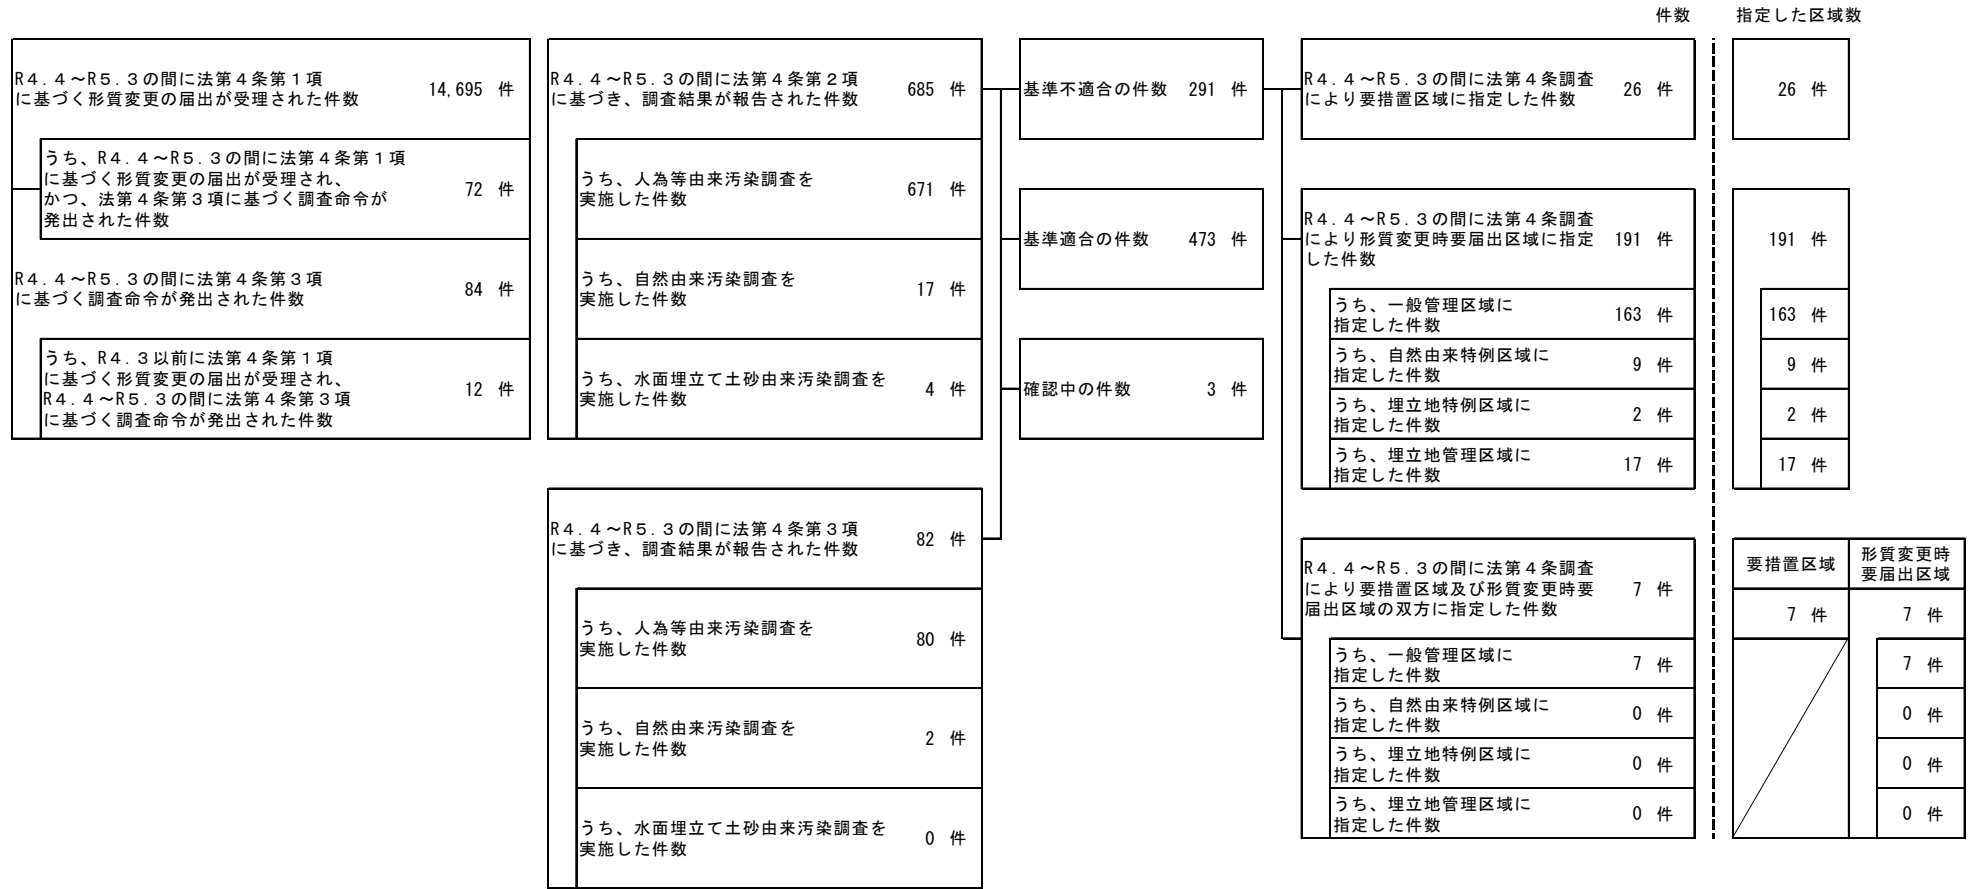 件数
指定した区域数
R４.４～R５.３の間に法第４条第１項
に基づく形質変更の届出が受理された件数
14,695 件
うち、R４.４～R５.３の間に法第４条第１項
に基づく形質変更の届出が受理され、
かつ、法第４条第３項に基づく調査命令が
発出された件数
72 件
R４.４～R５.３の間に法第４条第３項
に基づく調査命令が発出された件数
84 件
うち、R４.３以前に法第４条第１項
に基づく形質変更の届出が受理され、
R４.４～R５.３の間に法第４条第３項
に基づく調査命令が発出された件数
12 件
R４.４～R５.３の間に法第４条第２項
に基づき、調査結果が報告された件数
685 件
うち、人為等由来汚染調査を
実施した件数
671 件
うち、自然由来汚染調査を
実施した件数
17 件
うち、水面埋立て土砂由来汚染調査を
実施した件数
4 件
R４.４～R５.３の間に法第４条第３項
に基づき、調査結果が報告された件数
82 件
うち、人為等由来汚染調査を
実施した件数
80 件
うち、自然由来汚染調査を
実施した件数
2 件
うち、水面埋立て土砂由来汚染調査を
実施した件数
0 件
基準不適合の件数 291 件
基準適合の件数 473 件
確認中の件数 3 件
R４.４～R５.３の間に法第４条調査
により要措置区域に指定した件数
26 件
R４.４～R５.３の間に法第４条調査
により形質変更時要届出区域に指定
した件数
191 件
うち、一般管理区域に
指定した件数
163 件
うち、自然由来特例区域に
指定した件数
9 件
うち、埋立地特例区域に
指定した件数
2 件
うち、埋立地管理区域に
指定した件数
17 件
R４.４～R５.３の間に法第４条調査
により要措置区域及び形質変更時要
届出区域の双方に指定した件数
7 件
うち、一般管理区域に
指定した件数
7 件
うち、自然由来特例区域に
指定した件数
0 件
うち、埋立地特例区域に
指定した件数
0 件
うち、埋立地管理区域に
指定した件数
0 件
26 件
191 件
163 件
9 件
2 件
17 件
要措置区域
形質変更時
要届出区域
7 件
7 件
7 件
0 件
0 件
0 件